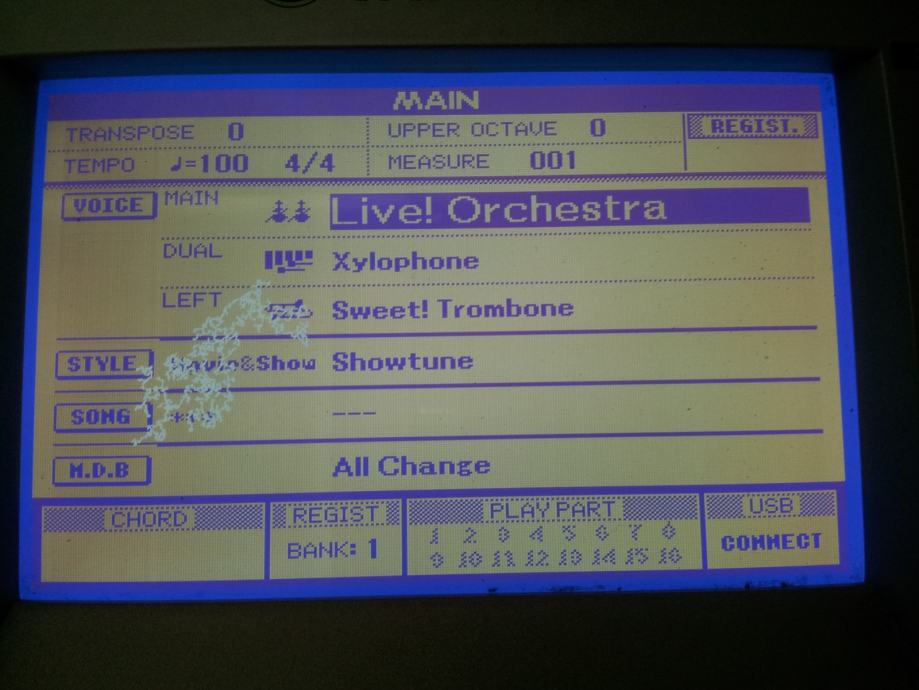 MAIN
TRANSPOSE 0 UPPER OCTAVE 0 REGIST.
TEMPO ♩=100 4/4 MEASURE 001
VOICE MAIN Live! Orchestra
DUAL Xylophone
LEFT Sweet! Trombone
STYLE Movie&Show Showtune
SONG ---
M.D.B All Change
CHORD REGIST PLAY PART USB
1 2 3 4 5 6 7 8
BANK: 1 CONNECT
9 10 11 12 13 14 15 16